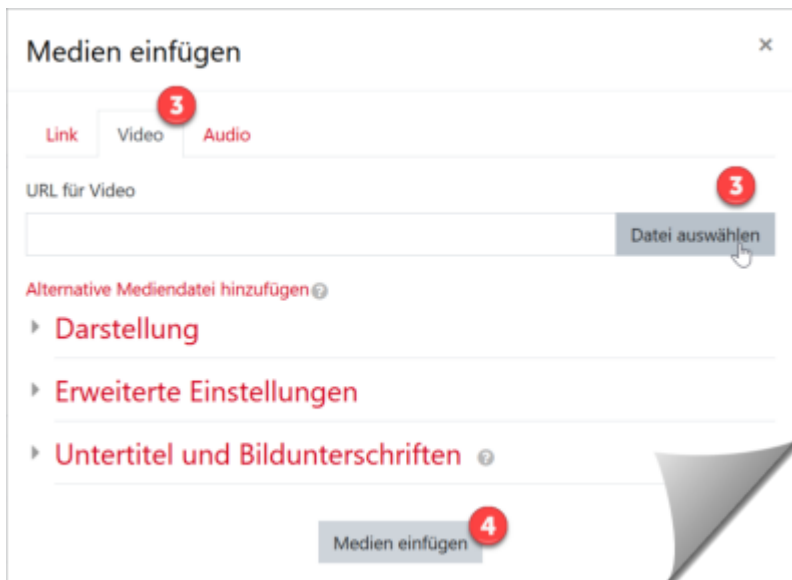 Medien einfügen ×
3
Link Video Audio
URL für Video
3
Datei auswählen
Alternative Mediendatei hinzufügen ?
Darstellung
Erweiterte Einstellungen
Untertitel und Bildunterschriften ?
Medien einfügen 4